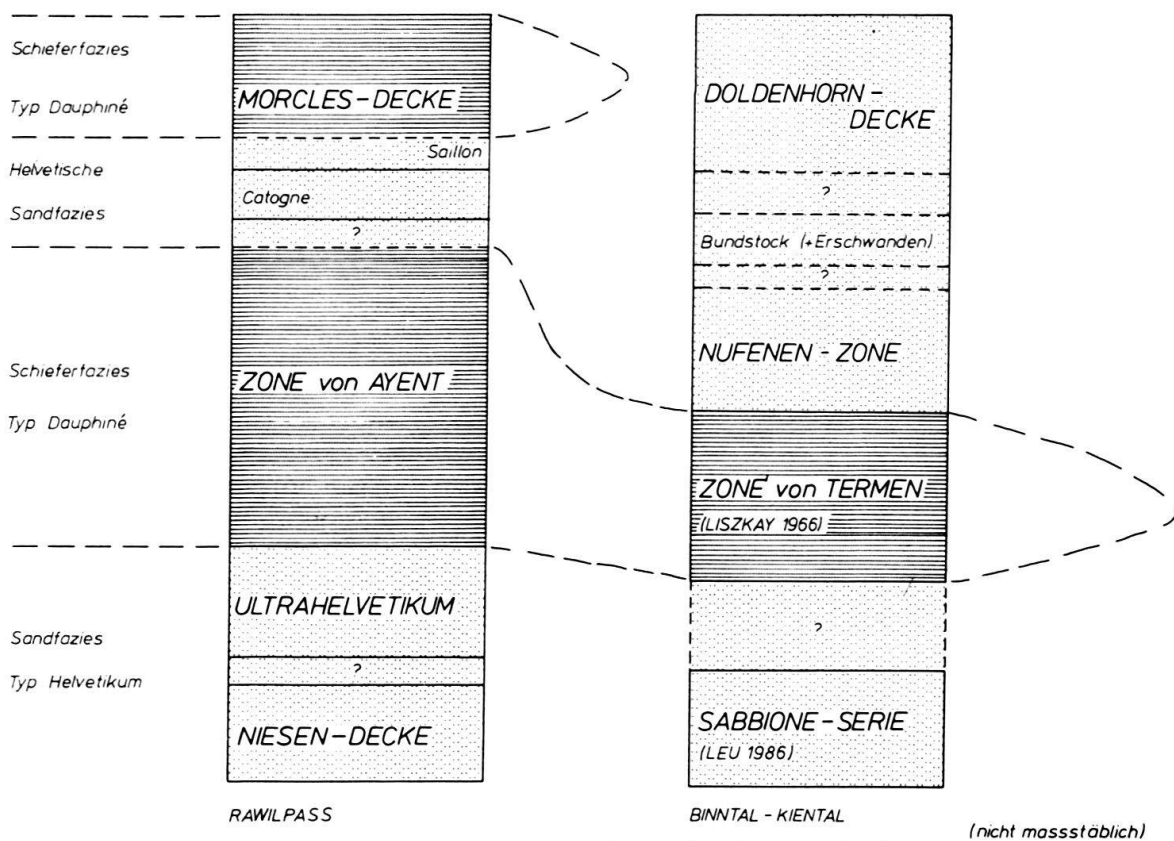 Schieferfazies
Typ Dauphiné
Helvetische
Sandfazies
Schieferfazies
Typ Dauphiné
Sandfazies
Typ Helvetikum
MORCLES-DECKE
Saillon
Catogne
?
ZONE von AYENT
ULTRAHELVETIKUM
?
NIESEN-DECKE
RAWILPASS
DOLDENHORN-
DECKE
?
Bundstock (+Erschwanden)
?
NUFENEN-ZONE
ZONE von TERMEN
(LISZKAY 1966)
?
SABBIONE-SERIE
(LEU 1986)
BINNTAL-KIENTAL
(nicht massstäblich)